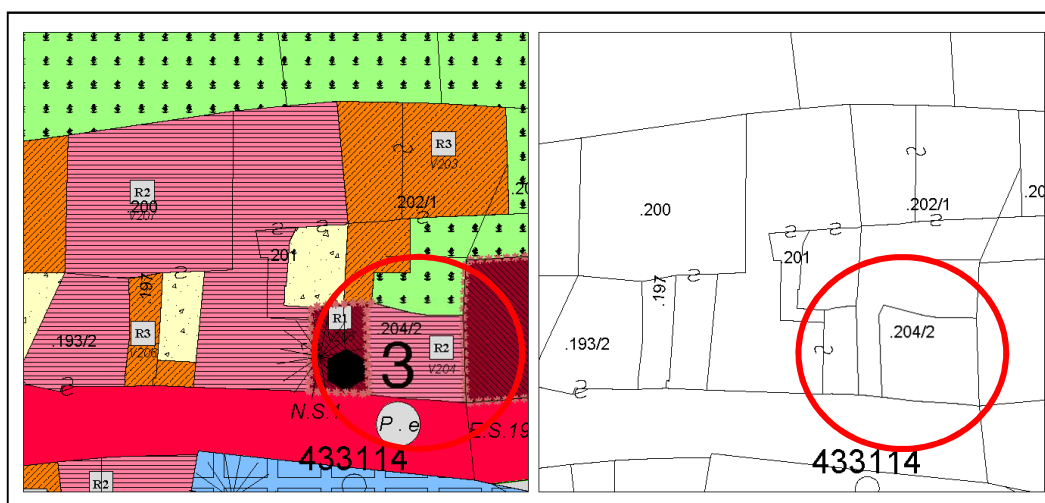 R3
V203
R2
.200
V207
.202/1
.20
201
.197
R1
204/2
R3
V206
.193/2
R2
V204
3
N.S.1
P.e
E.S.19
433114
R2
.200
.202/1
.20
201
.197
.204/2
.193/2
433114